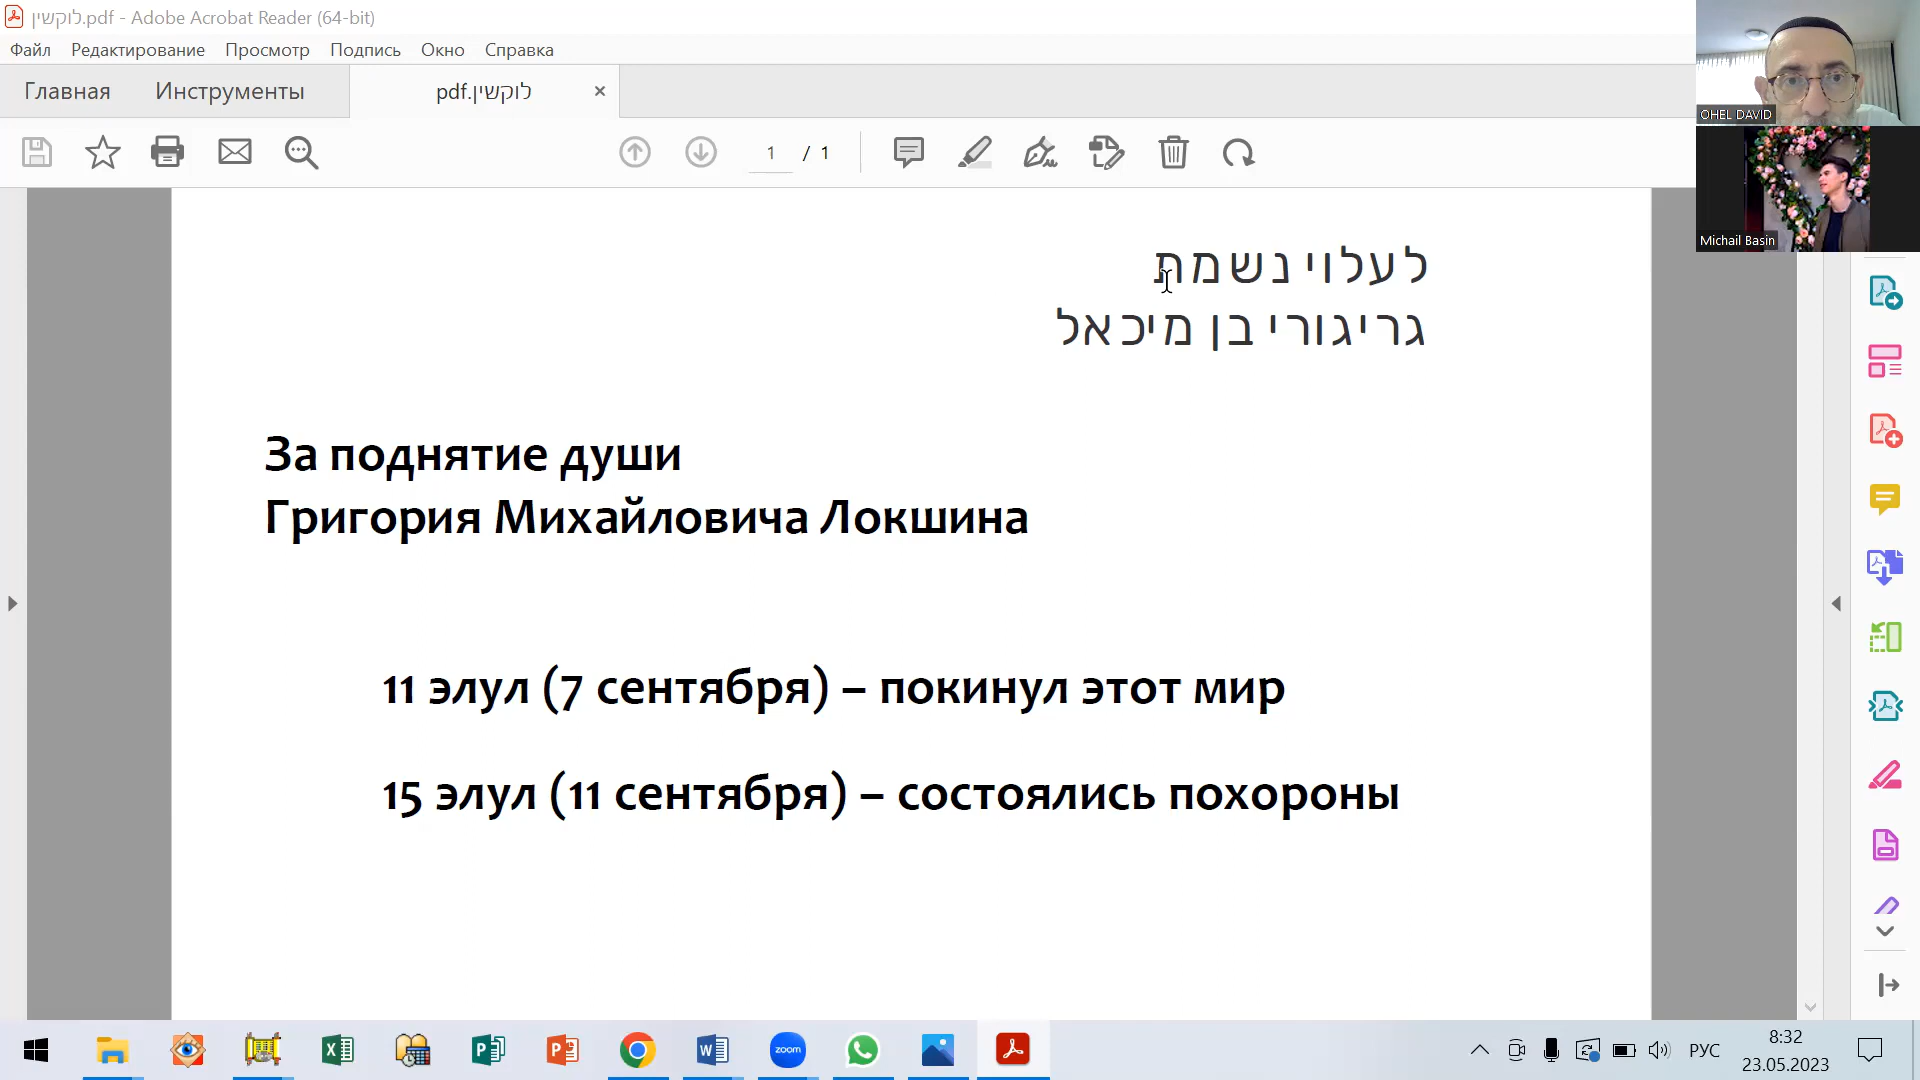 לוקשין.pdf - Adobe Acrobat Reader (64-bit)
Файл Редактирование Просмотр Подпись Окно Справка
Главная Инструменты לוקשין.pdf ×
1 / 1
OHEL DAVID
Michail Basin
לעלוי נשמת
גריגורי בן מיכאל
За поднятие души
Григория Михайловича Локшина
11 элул (7 сентября) – покинул этот мир
15 элул (11 сентября) – состоялись похороны
zoom
РУС
8:32
23.05.2023